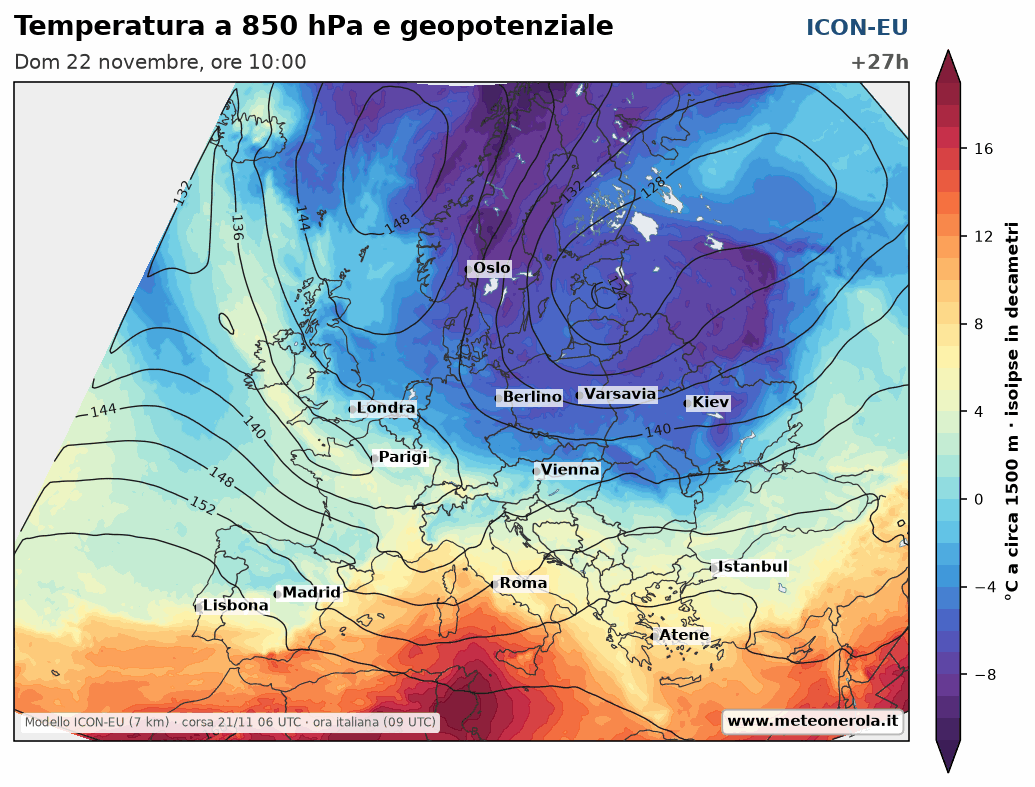 Temperatura a 850 hPa e geopotenziale
ICON-EU
Dom 22 novembre, ore 10:00
+27h
132
136
144
148
132
128
124
Oslo
Londra
Berlino
Varsavia
Kiev
144
140
148
152
140
Parigi
Vienna
Roma
Istanbul
Madrid
Lisbona
Atene
16
12
8
4
0
−4
−8
°C a circa 1500 m · Isoipse in decametri
Modello ICON-EU (7 km) · corsa 21/11 06 UTC · ora italiana (09 UTC)
www.meteonerola.it